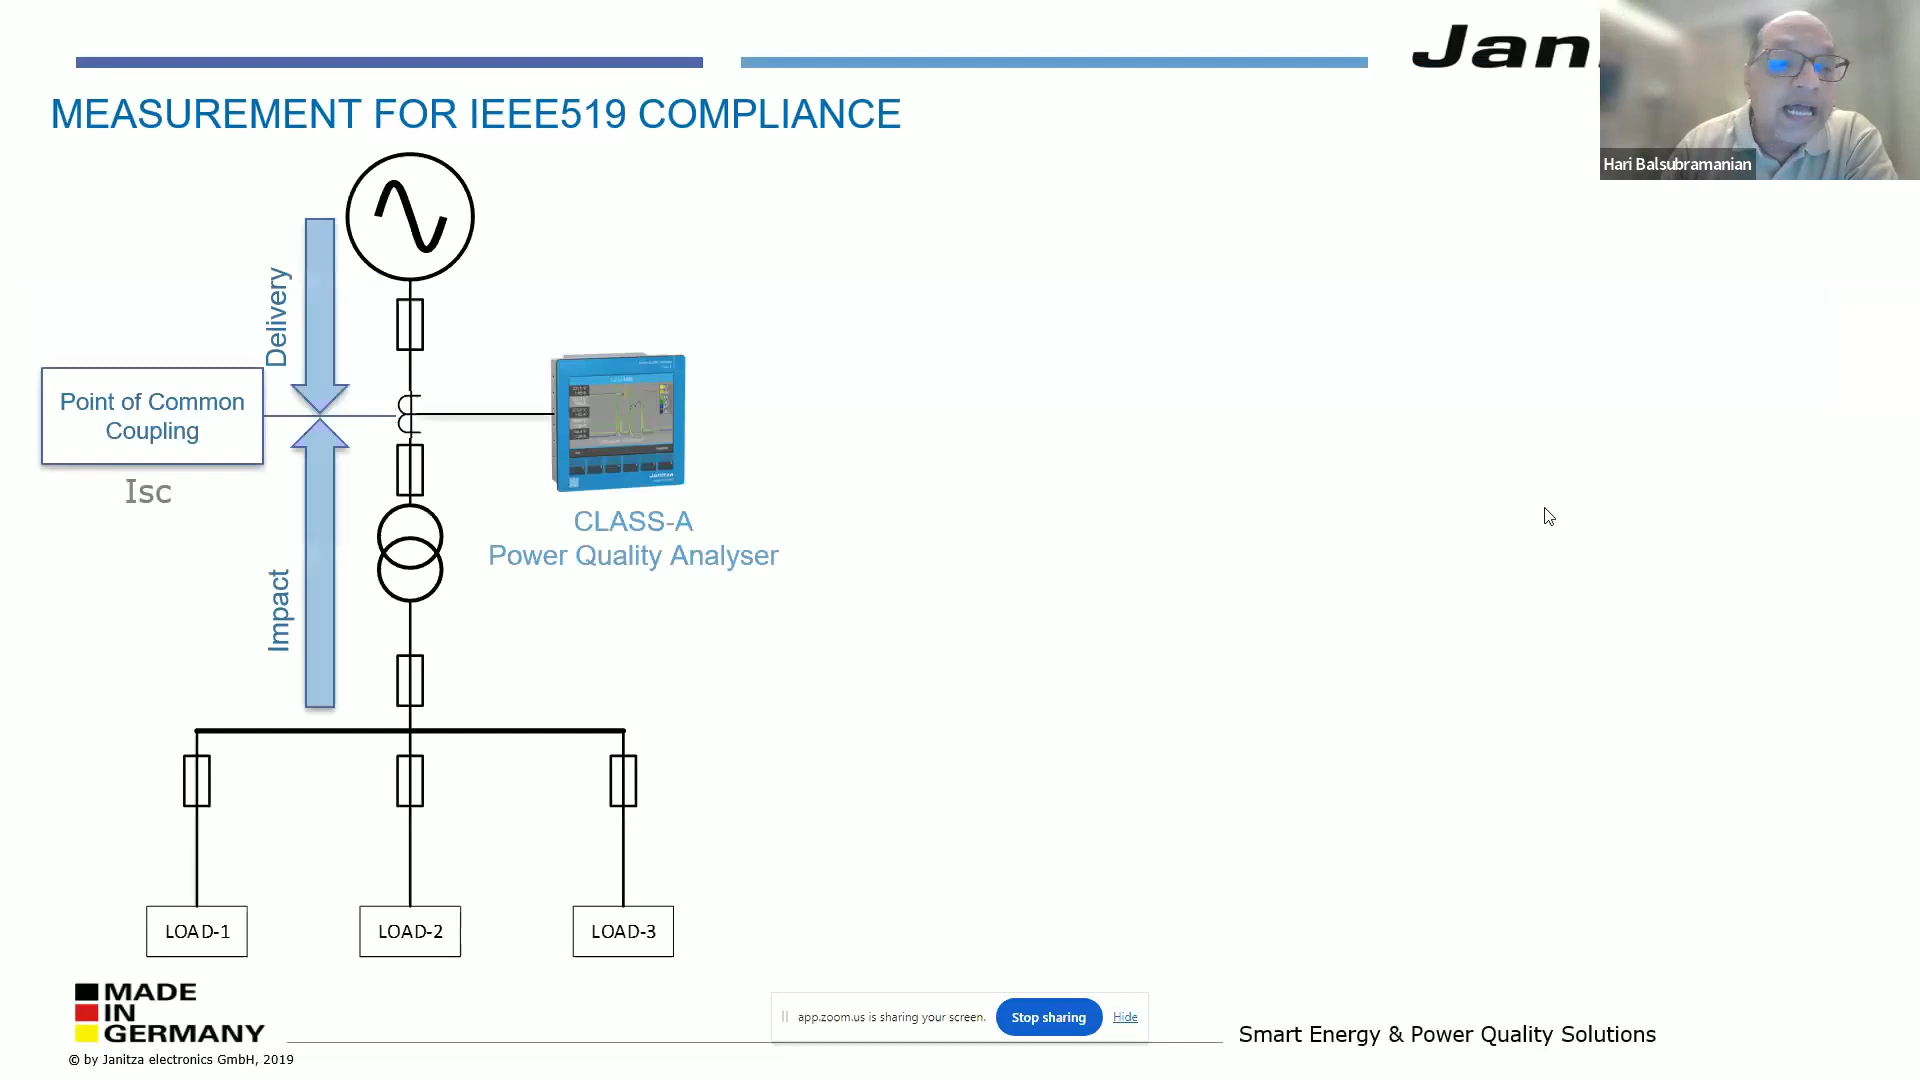 Jan
MEASUREMENT FOR IEEE519 COMPLIANCE
Hari Balsubramanian
Delivery
Point of Common
Coupling
Isc
CLASS-A
Power Quality Analyser
Impact
LOAD-1
LOAD-2
LOAD-3
MADE
IN
GERMANY
© by Janitza electronics GmbH, 2019
app.zoom.us is sharing your screen.
Stop sharing
Hide
Smart Energy & Power Quality Solutions